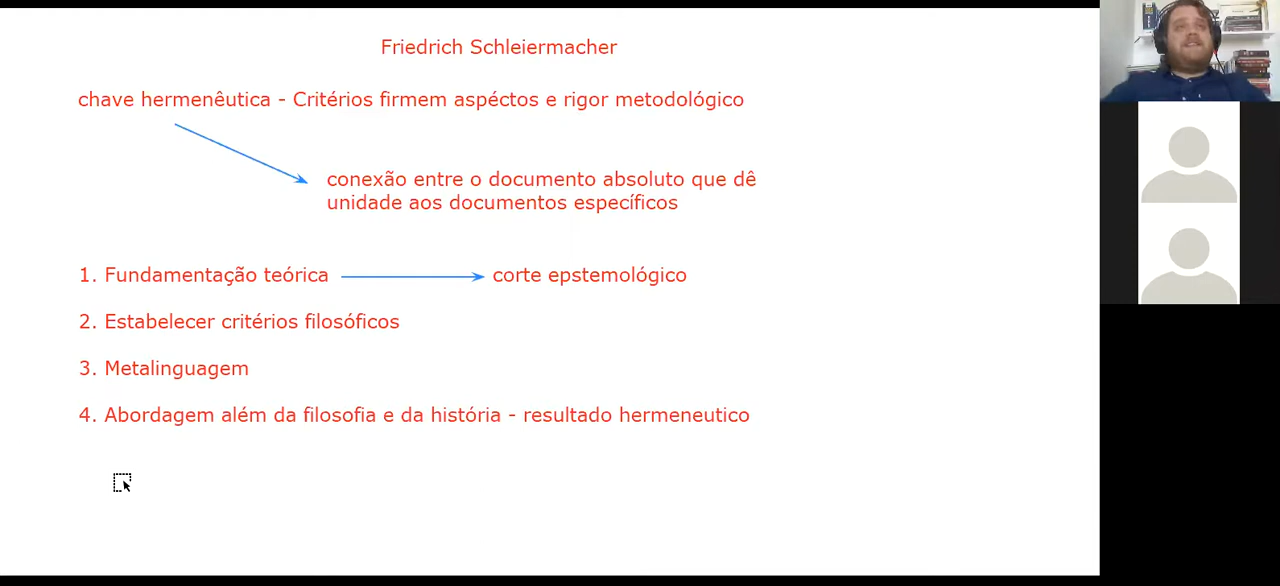 Friedrich Schleiermacher
chave hermenêutica - Critérios firmem aspéctos e rigor metodológico
conexão entre o documento absoluto que dê
unidade aos documentos específicos
1. Fundamentação teórica
corte epstemológico
2. Estabelecer critérios filosóficos
3. Metalinguagem
4. Abordagem além da filosofia e da história - resultado hermeneutico